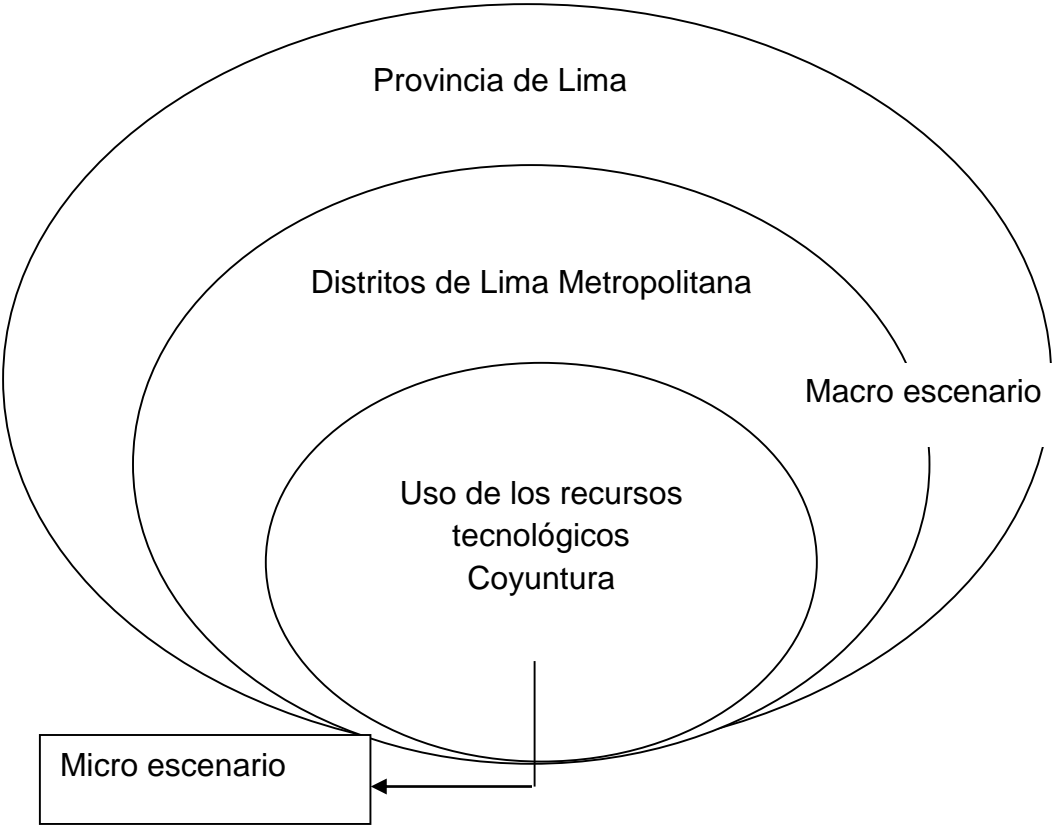 Provincia de Lima
Distritos de Lima Metropolitana
Macro escenario
Uso de los recursos
tecnológicos
Coyuntura
Micro escenario